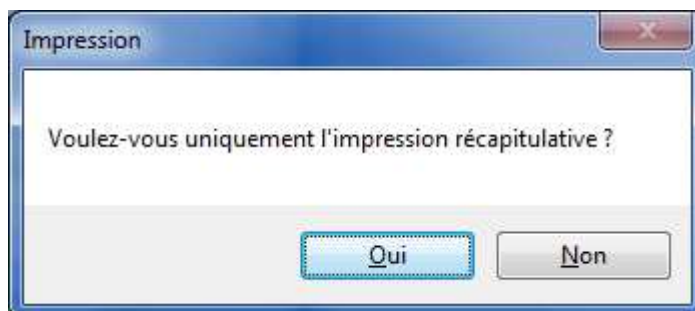 Impression
Voulez-vous uniquement l'impression récapitulative ?
Oui
Non